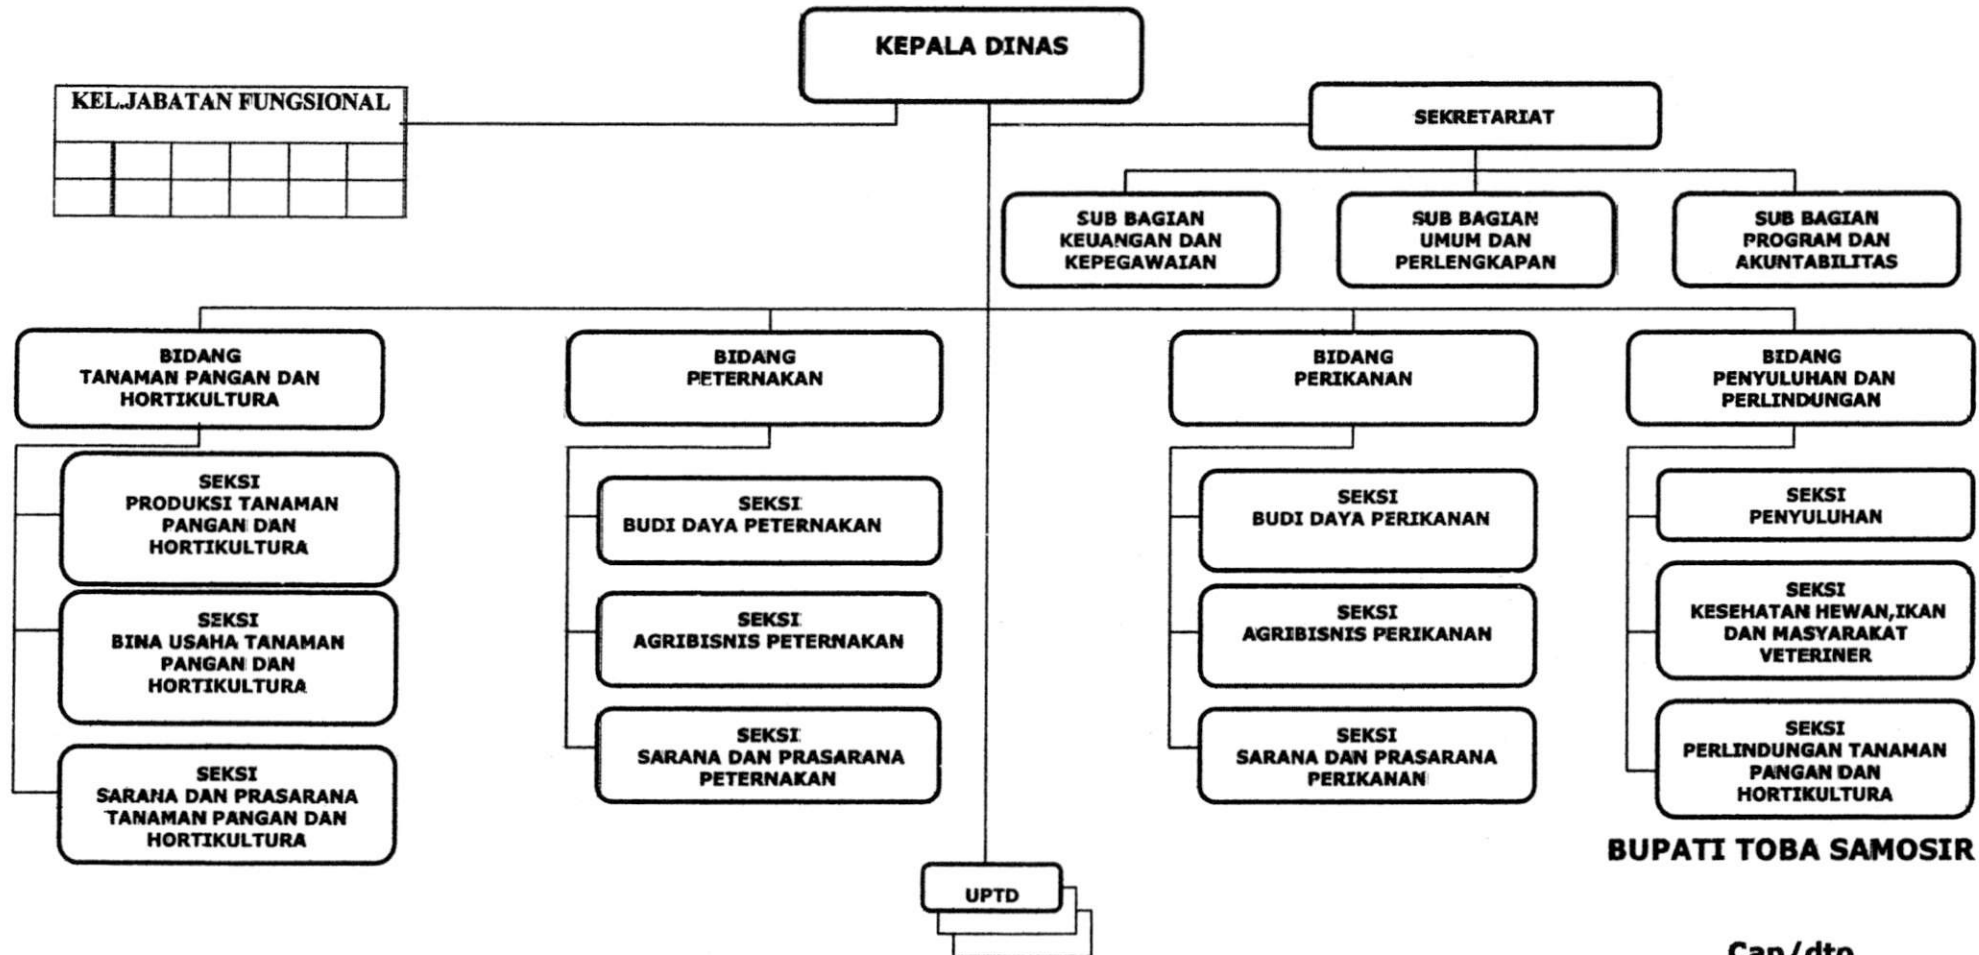 KEPALA DINAS
KEL.JABATAN FUNGSIONAL
SEKRETARIAT
SUB BAGIAN
KEUANGAN DAN
KEPEGAWAIAN
SUB BAGIAN
UMUM DAN
PERLENGKAPAN
SUB BAGIAN
PROGRAM DAN
AKUNTABILITAS
BIDANG
TANAMAN PANGAN DAN
HORTIKULTURA
SEKSI
PRODUKSI TANAMAN
PANGAN DAN
HORTIKULTURA
SEKSI
BINA USAHA TANAMAN
PANGAN DAN
HORTIKULTURA
SEKSI
SARANA DAN PRASARANA
TANAMAN PANGAN DAN
HORTIKULTURA
BIDANG
PETERNAKAN
SEKSI
BUDI DAYA PETERNAKAN
SEKSI
AGRIBISNIS PETERNAKAN
SEKSI
SARANA DAN PRASARANA
PETERNAKAN
BIDANG
PERIKANAN
SEKSI
BUDI DAYA PERIKANAN
SEKSI
AGRIBISNIS PERIKANAN
SEKSI
SARANA DAN PRASARANA
PERIKANAN
BIDANG
PENYULUHAN DAN
PERLINDUNGAN
SEKSI
PENYULUHAN
SEKSI
KESEHATAN HEWAN,IKAN
DAN MASYARAKAT
VETERINER
SEKSI
PERLINDUNGAN TANAMAN
PANGAN DAN
HORTIKULTURA
UPTD
BUPATI TOBA SAMOSIR
Cap/dto